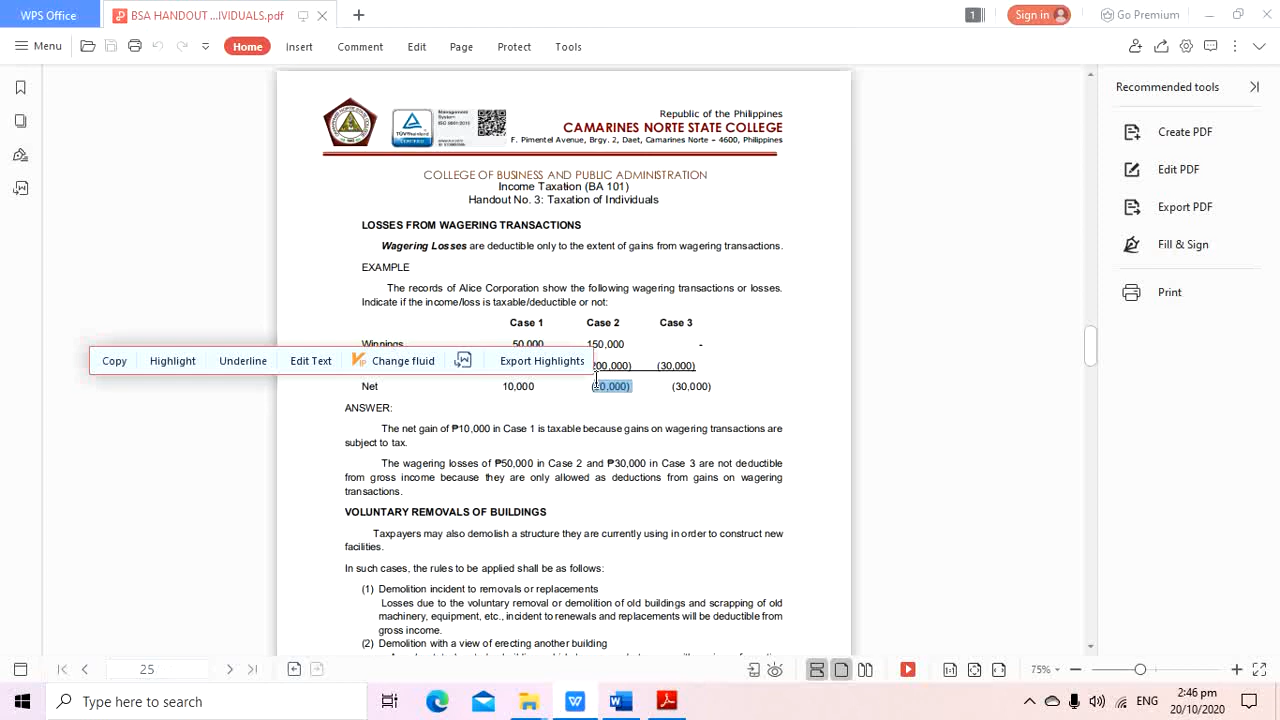 WPS Office
BSA HANDOUT ...IVIDUALS.pdf
1
Sign in
Go Premium
Menu
Home
Insert
Comment
Edit
Page
Protect
Tools
Recommended tools
Create PDF
Edit PDF
Export PDF
Fill & Sign
Print
Management
System
ISO 9001:2015
TÜVRheinland
CERTIFIED
Republic of the Philippines
CAMARINES NORTE STATE COLLEGE
F. Pimentel Avenue, Brgy. 2, Daet, Camarines Norte – 4600, Philippines
COLLEGE OF BUSINESS AND PUBLIC ADMINISTRATION
Income Taxation (BA 101)
Handout No. 3: Taxation of Individuals
LOSSES FROM WAGERING TRANSACTIONS
Wagering Losses are deductible only to the extent of gains from wagering transactions.
EXAMPLE
The records of Alice Corporation show the following wagering transactions or losses.
Indicate if the income/loss is taxable/deductible or not:
Case 1 Case 2 Case 3
Winnings 50,000 150,000 -
Copy Highlight Underline Edit Text Change fluid Export Highlights
200,000) (30,000)
Net 10,000 (50,000) (30,000)
ANSWER:
The net gain of ₱10,000 in Case 1 is taxable because gains on wagering transactions are
subject to tax.
The wagering losses of ₱50,000 in Case 2 and ₱30,000 in Case 3 are not deductible
from gross income because they are only allowed as deductions from gains on wagering
transactions.
VOLUNTARY REMOVALS OF BUILDINGS
Taxpayers may also demolish a structure they are currently using in order to construct new
facilities.
In such cases, the rules to be applied shall be as follows:
(1) Demolition incident to removals or replacements
Losses due to the voluntary removal or demolition of old buildings and scrapping of old
machinery, equipment, etc., incident to renewals and replacements will be deductible from
gross income.
(2) Demolition with a view of erecting another building
25
75%
Type here to search
ENG
2:46 pm
20/10/2020